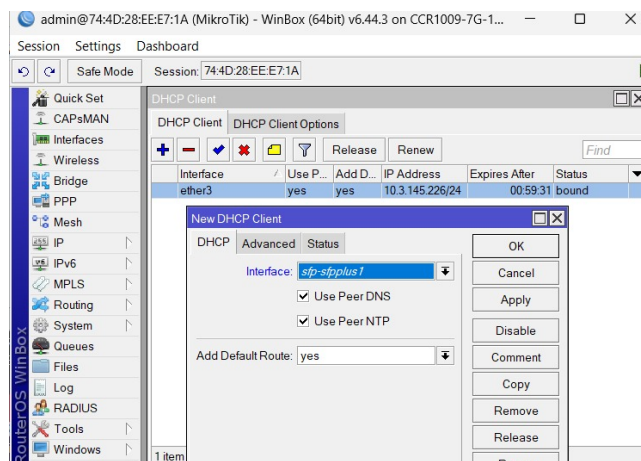 admin@74:4D:28:EE:E7:1A (MikroTik) - WinBox (64bit) v6.44.3 on CCR1009-7G-1...
Session Settings Dashboard
Safe Mode Session: 74:4D:28:EE:E7:1A
Quick Set
CAPsMAN
Interfaces
Wireless
Bridge
PPP
Mesh
IP
IPv6
MPLS
Routing
System
Queues
Files
Log
RADIUS
Tools
Windows
RouterOS WinBox
DHCP Client
DHCP Client DHCP Client Options
Release Renew Find
Interface Use P... Add D... IP Address Expires After Status
ether3 yes yes 10.3.145.226/24 00:59:31 bound
New DHCP Client
DHCP Advanced Status
Interface: sfp-sfpplus1
Use Peer DNS
Use Peer NTP
Add Default Route: yes
OK
Cancel
Apply
Disable
Comment
Copy
Remove
Release
1 item